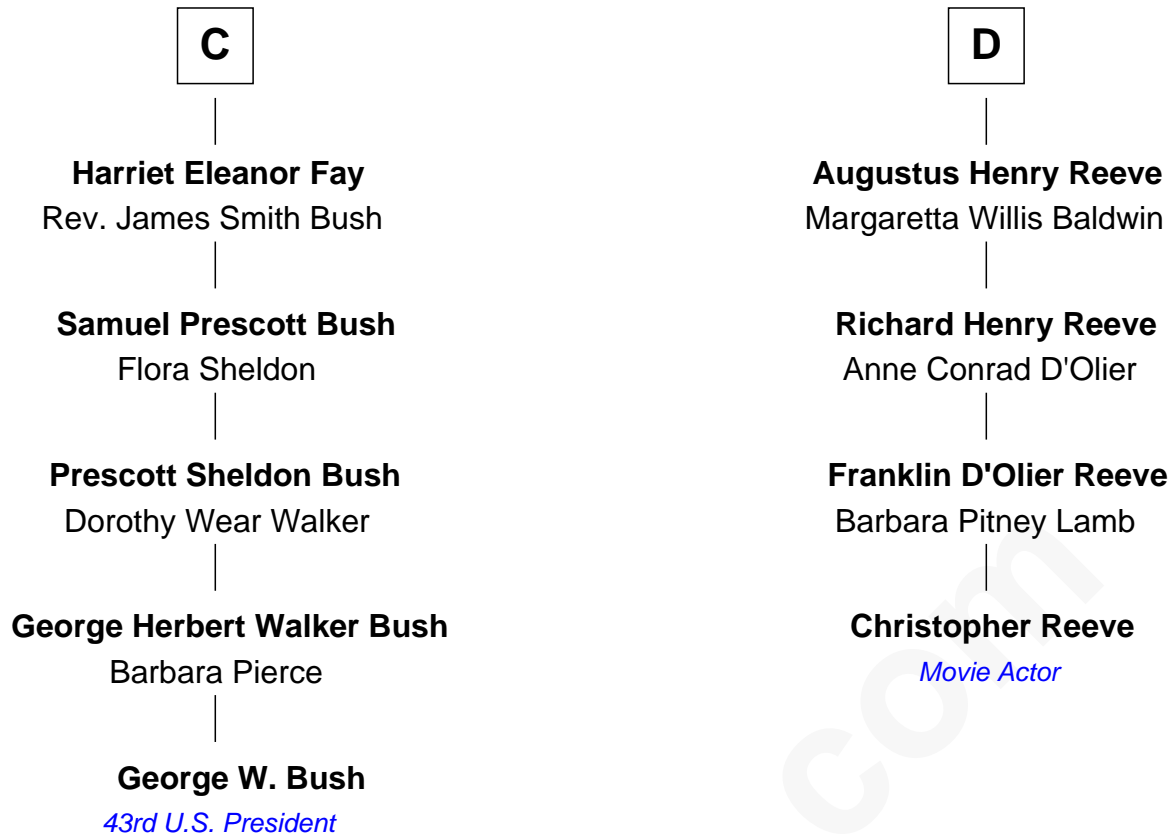 C
Harriet Eleanor Fay
Rev. James Smith Bush
Samuel Prescott Bush
Flora Sheldon
Prescott Sheldon Bush
Dorothy Wear Walker
George Herbert Walker Bush
Barbara Pierce
George W. Bush
43rd U.S. President
D
Augustus Henry Reeve
Margaretta Willis Baldwin
Richard Henry Reeve
Anne Conrad D'Olier
Franklin D'Olier Reeve
Barbara Pitney Lamb
Christopher Reeve
Movie Actor
com